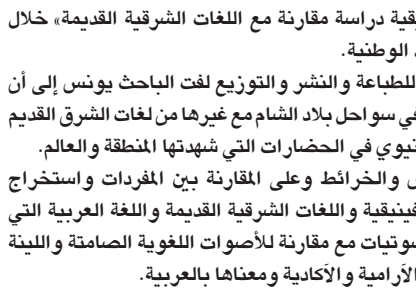 قية دراسة مقارنة مع اللغات الشرقية القديمة» خلال
الوطنية.
للطباعة والنشر والتوزيع لفت الباحث يونس إلى أن
في سواحل بلاد الشام مع غيرها من لغات الشرق القديم
حيوي في الحضارات التي شهدتها المنطقة والعالم.
والخرائط وعلى المقارنة بين المفردات واستخراج
فينيقية واللغات الشرقية القديمة واللغة العربية التي
صوتيات مع مقارنة للأصوات اللغوية الصامتة واللينة
الآرامية والأكادية ومعناها بالعربية.